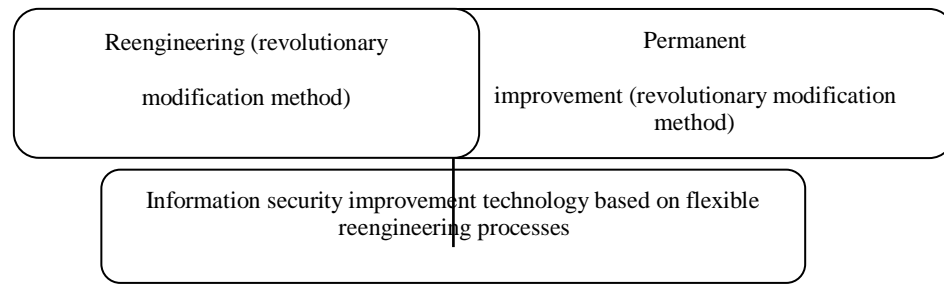 Reengineering (revolutionary
modification method)
Permanent
improvement (revolutionary modification
method)
Information security improvement technology based on flexible
reengineering processes